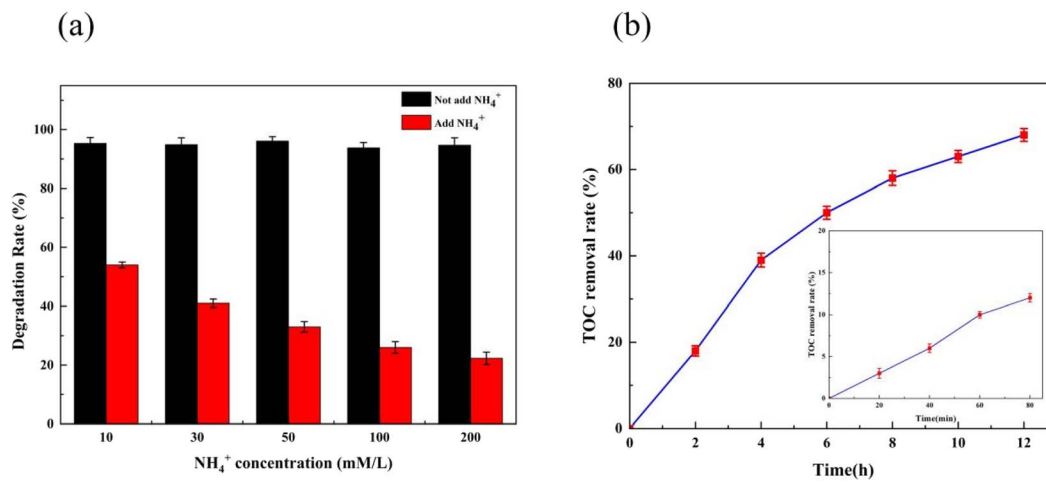 (a)
Not add NH₄⁺
Add NH₄⁺
100
80
60
40
20
0
Degradation Rate (%)
10 30 50 100 200
NH₄⁺ concentration (mM/L)
(b)
80
60
40
20
0
TOC removal rate (%)
0 2 4 6 8 10 12
Time(h)
20
15
10
5
0
TOC removal rate (%)
0 20 40 60 80
Time(min)